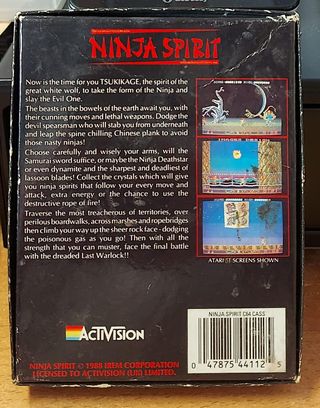 NINJA SPIRIT
Now is the time for you TSUKIKAGE, the spirit of the
great white wolf, to take the form of the Ninja and
slay the Evil One.
The beasts in the bowels of the earth await you, with
their cunning moves and lethal weapons. Dodge the
devil spearsman who will stab you from underground
and leap the spine chilling Chinese plank to avoid
those nasty ninjas!
Choose carefully and wisely your arms, will the
Samurai sword suffice, or maybe the Ninja Deathstar
or even dynamite and the sharpest and deadliest of
lassoon blades! Collect the crystals which will give
you ninja spirits that follow your every move and
attack, extra energy or the chance to use the
destructive rope of fire!
Traverse the most treacherous of territories, over
perilous boardwalks, across marshes and ropebridges
then climb your way up the sheer rock face - dodging
the poisonous gas as you go! Then with all the
strength that you can muster, face the final battle
with the dreaded Last Warlock!!
ATARI ST SCREENS SHOWN
ACTIVISION
NINJA SPIRIT © 1988 IREM CORPORATION
LICENSED TO ACTIVISION (UK) LIMITED.
NINJA SPIRIT C64 CASS
0 47875 44112 5